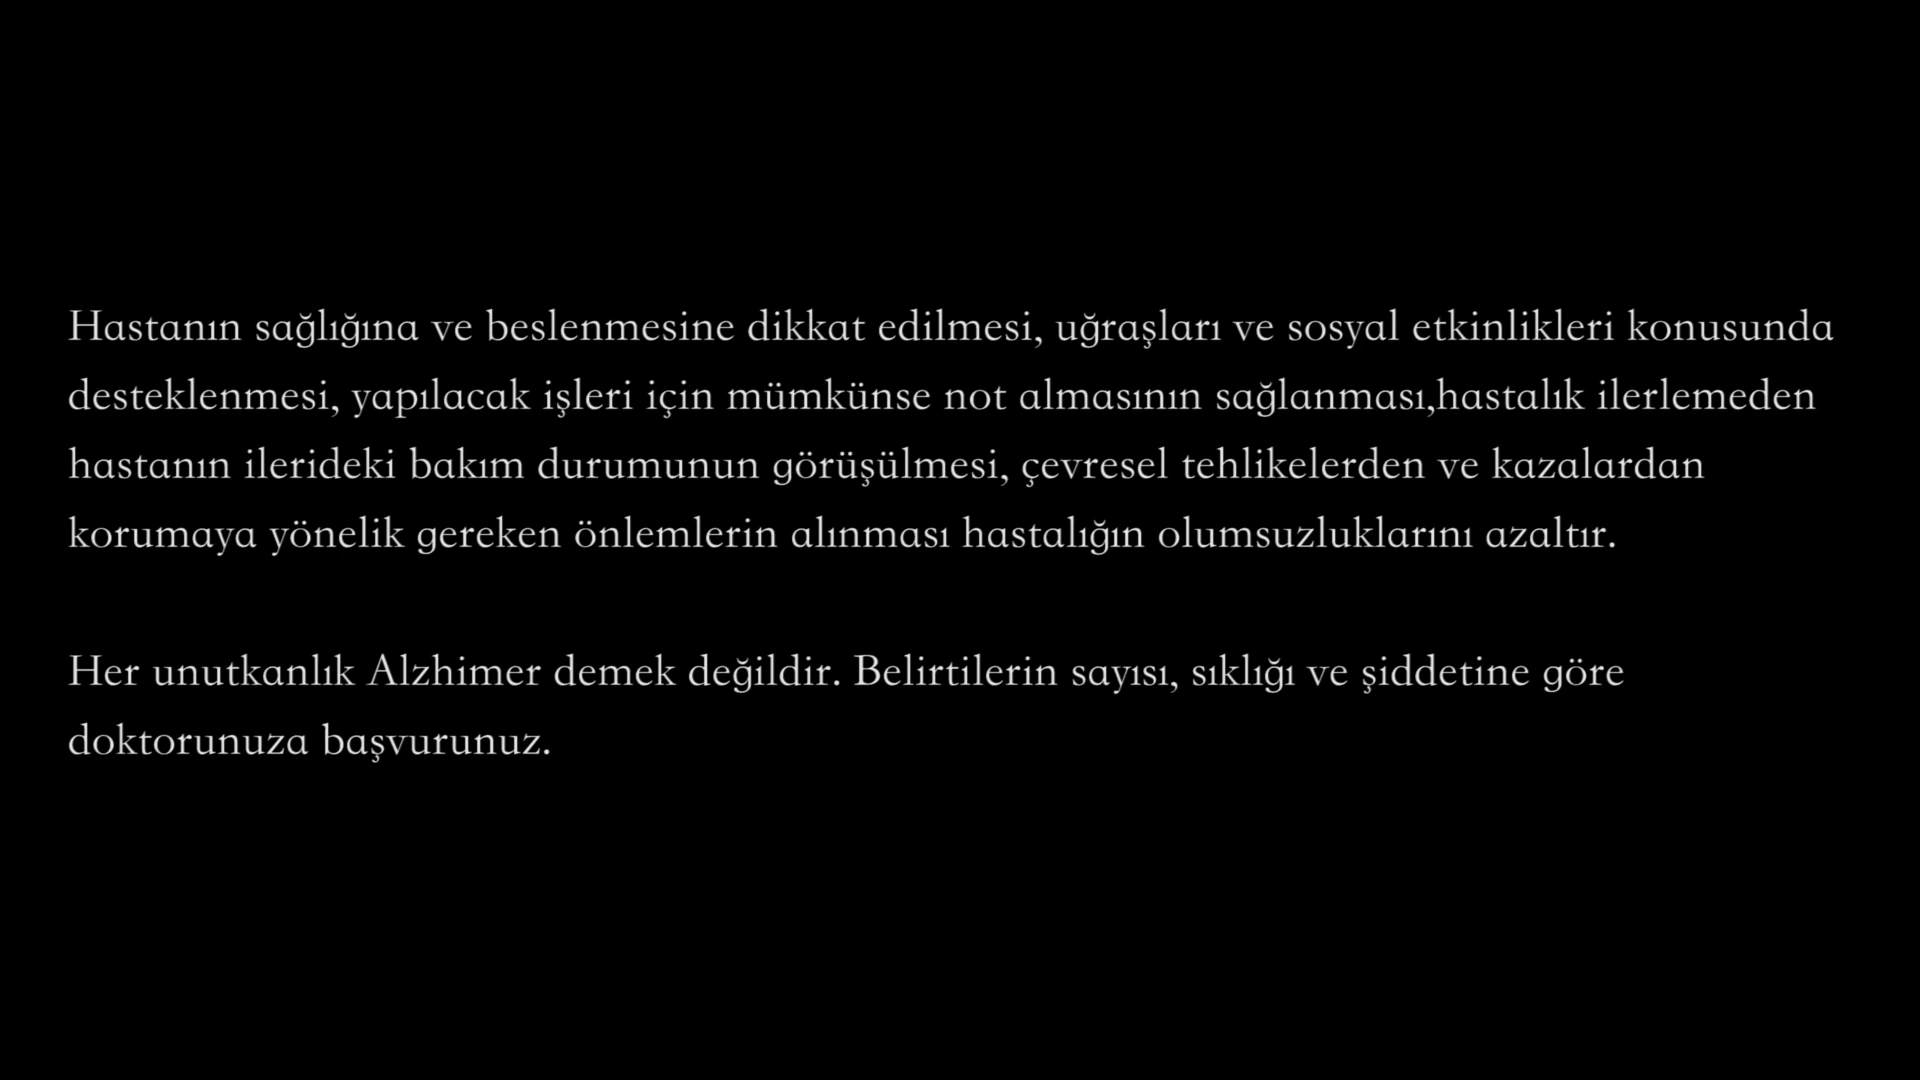 Hastanın sağlığına ve beslenmesine dikkat edilmesi, uğraşları ve sosyal etkinlikleri konusunda
desteklenmesi, yapılacak işleri için mümkünse not almasının sağlanması,hastalık ilerlemeden
hastanın ilerideki bakım durumunun görüşülmesi, çevresel tehlikelerden ve kazalardan
korumaya yönelik gereken önlemlerin alınması hastalığın olumsuzluklarını azaltır.
Her unutkanlık Alzhimer demek değildir. Belirtilerin sayısı, sıklığı ve şiddetine göre
doktorunuza başvurunuz.